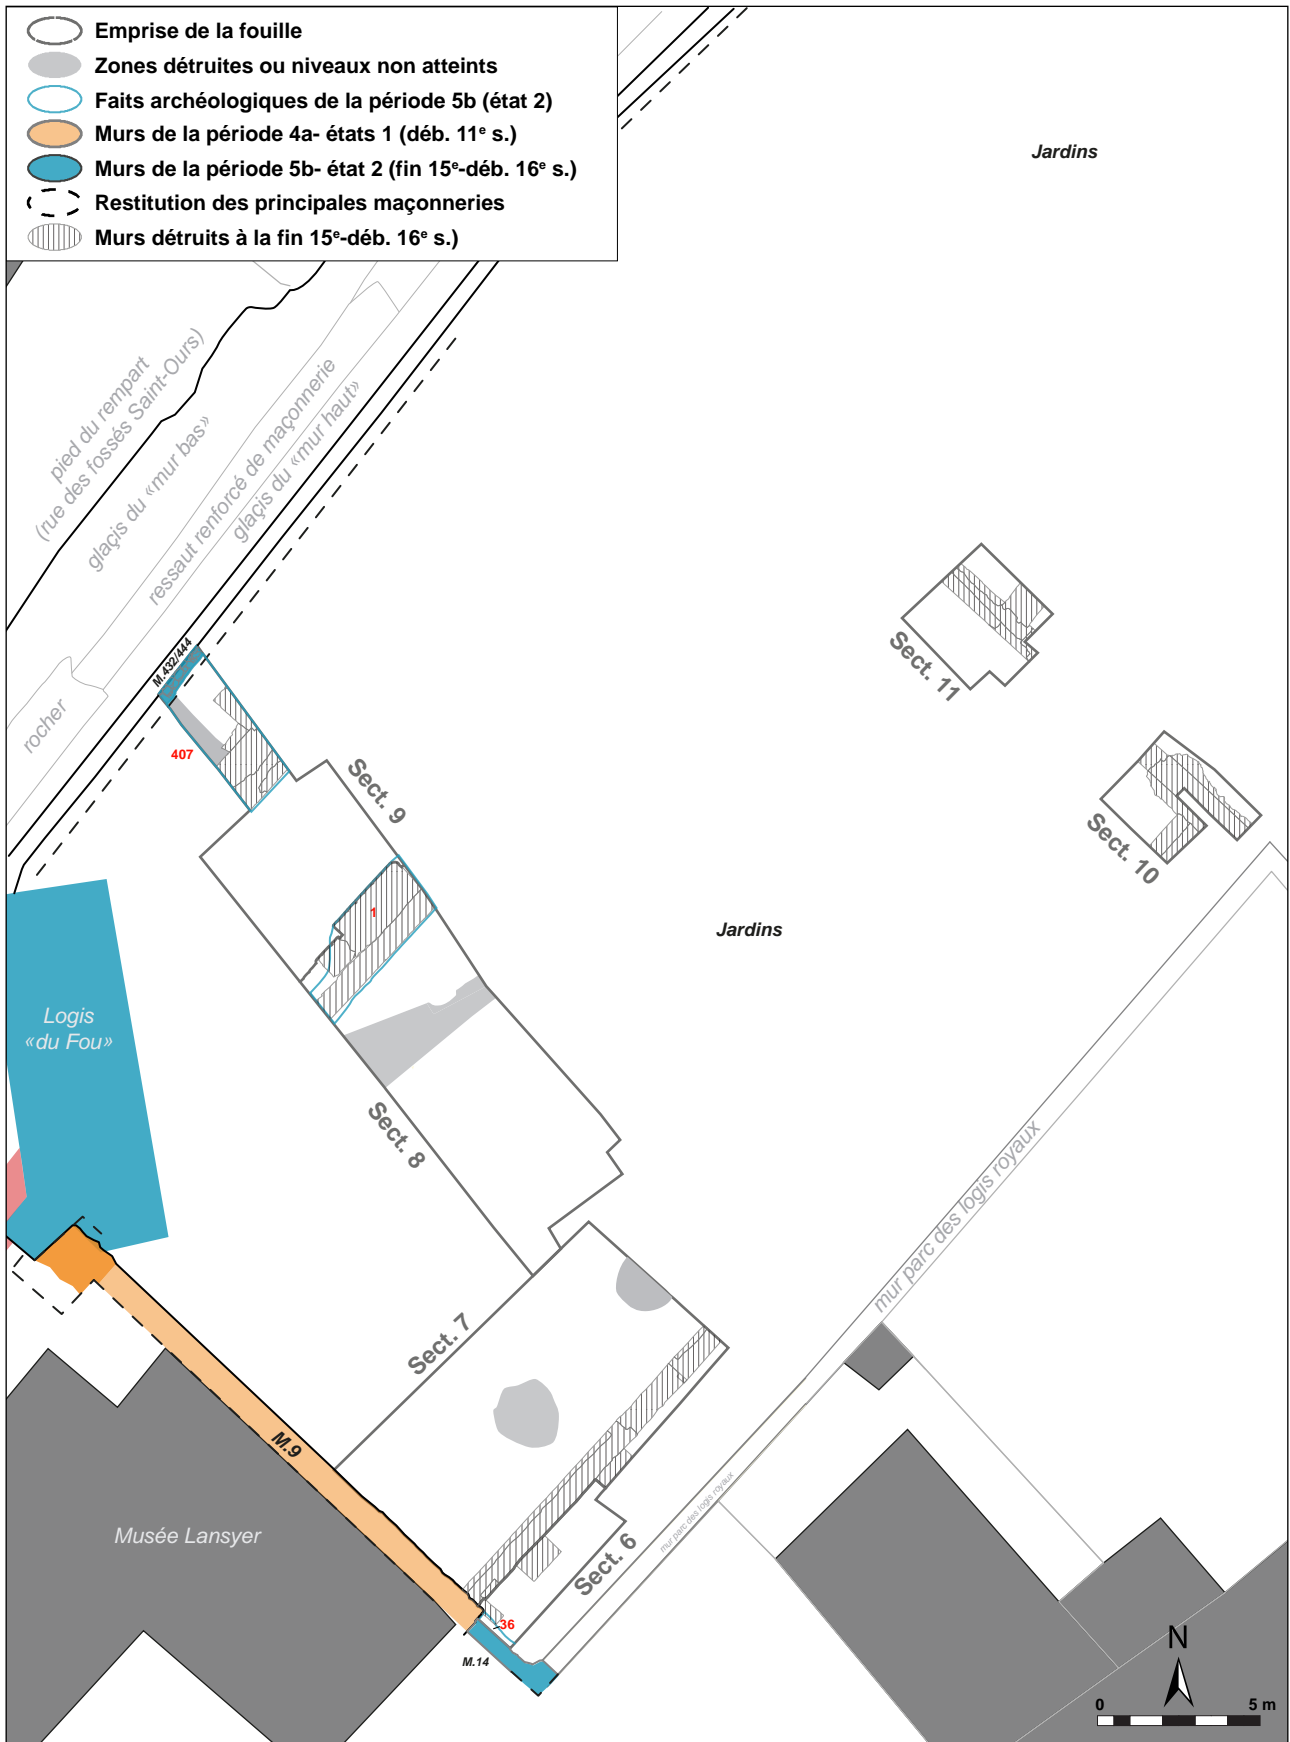 Emprise de la fouille
Zones détruites ou niveaux non atteints
Faits archéologiques de la période 5b (état 2)
Murs de la période 4a- états 1 (déb. 11e s.)
Murs de la période 5b- état 2 (fin 15e-déb. 16e s.)
Restitution des principales maçonneries
Murs détruits à la fin 15e-déb. 16e s.)
Jardins
pied du rempart
(rue des fossés Saint-Ours)
glaçis du «mur bas»
ressaut renforcé de maçonnerie
glaçis du «mur haut»
rocher
M.432/444
407
Sect. 11
Sect. 9
Sect. 10
1
Jardins
Logis
«du Fou»
Sect. 8
mur parc des logis royaux
Sect. 7
M.9
Musée Lansyer
mur parc des logis royaux
Sect. 6
36
M.14
N
0 5 m